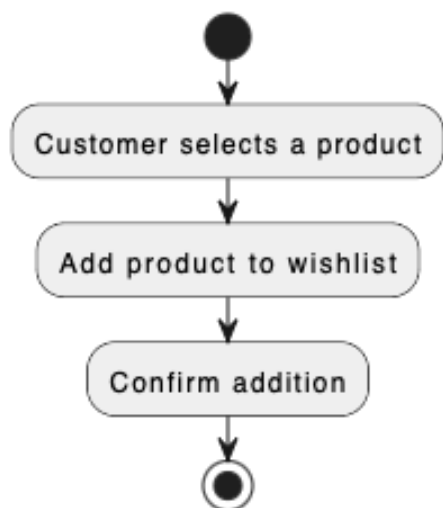 Customer selects a product
Add product to wishlist
Confirm addition